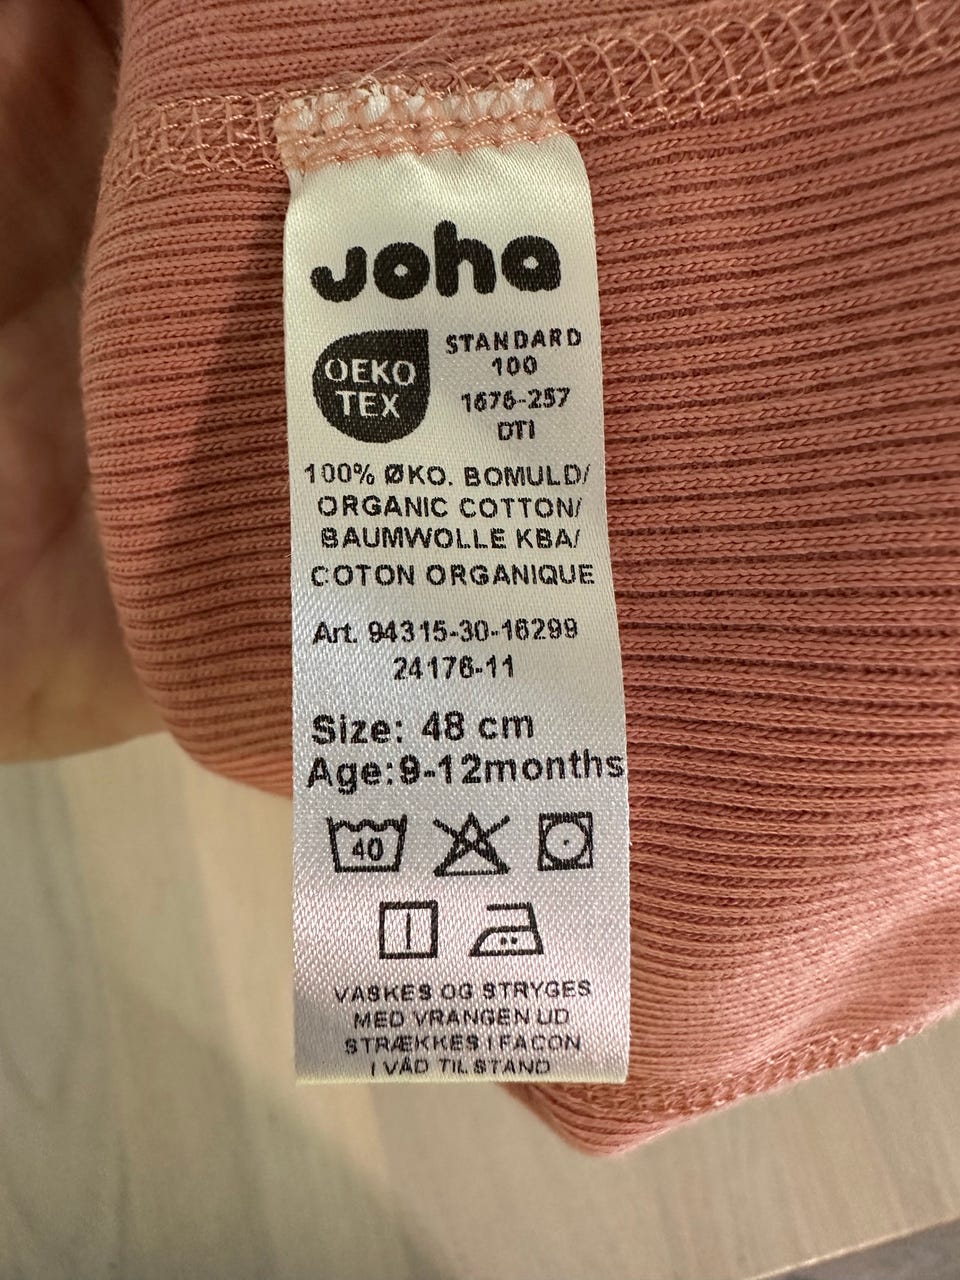 Joha
OEKO
TEX
STANDARD
100
1676-257
DTI
100% ØKO. BOMULD/
ORGANIC COTTON/
BAUMWOLLE KBA/
COTON ORGANIQUE
Art. 94315-30-16299
24176-11
Size: 48 cm
Age:9-12months
40
VASKES OG STRYGES
MED VRANGEN UD
STRÆKKES I FACON
I VÅD TILSTAND